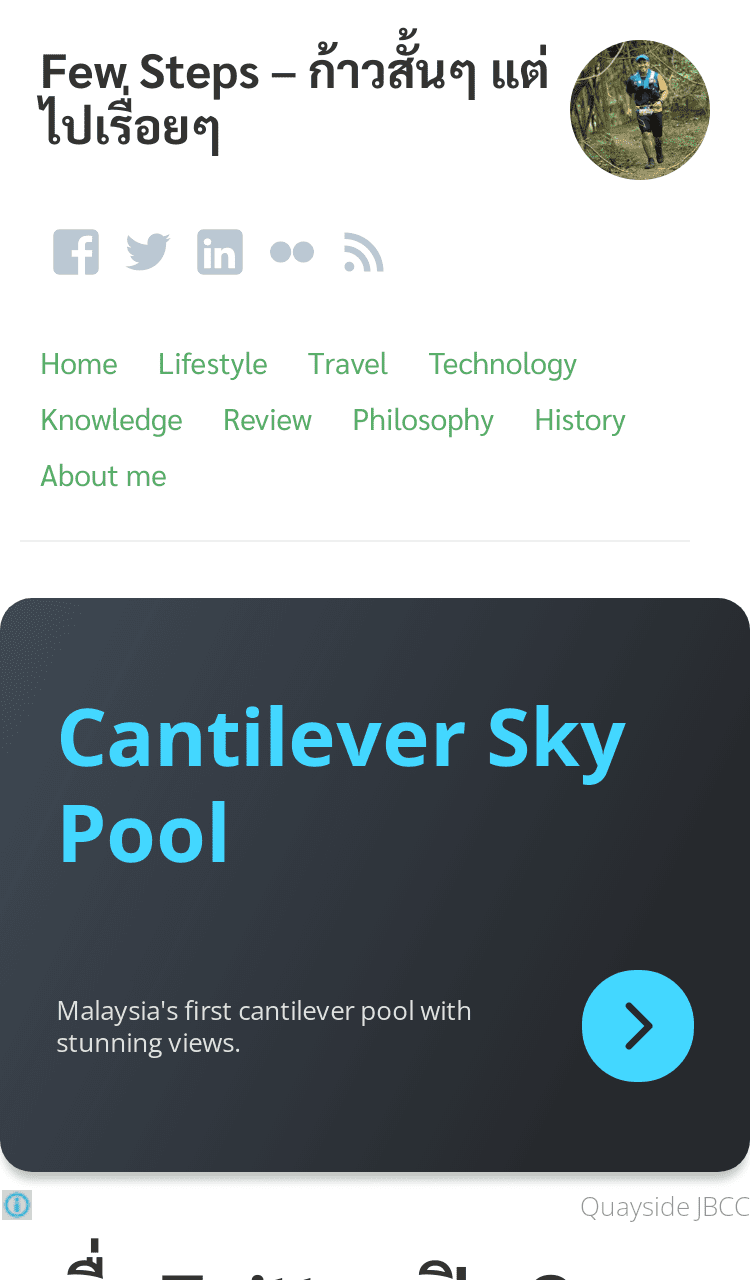 Few Steps – ก้าวสั้นๆ แต่
ไปเรื่อยๆ
Home Lifestyle Travel Technology
Knowledge Review Philosophy History
About me
Cantilever Sky
Pool
Malaysia's first cantilever pool with
stunning views.
Quayside JBCC